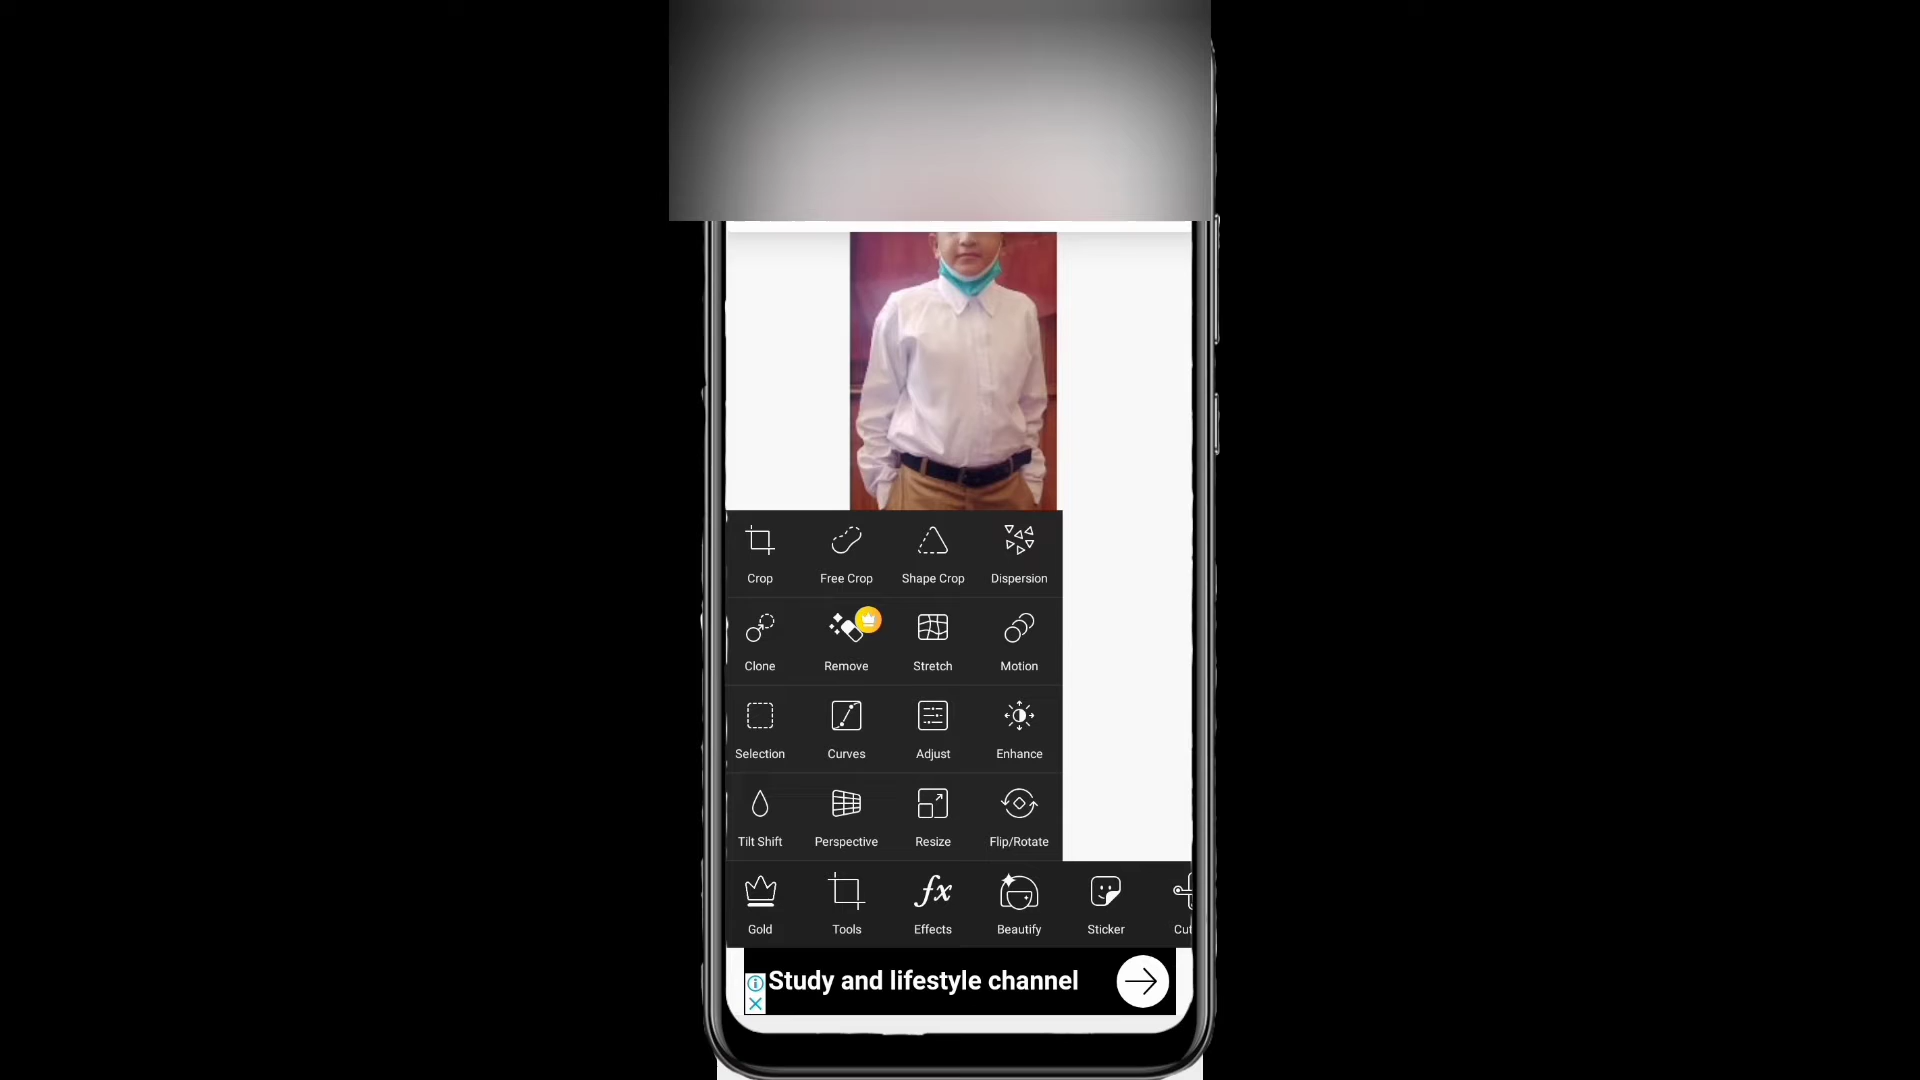 Crop Free Crop Shape Crop Dispersion
Clone Remove Stretch Motion
Selection Curves Adjust Enhance
Tilt Shift Perspective Resize Flip/Rotate
Gold Tools Effects Beautify Sticker Cut
Study and lifestyle channel